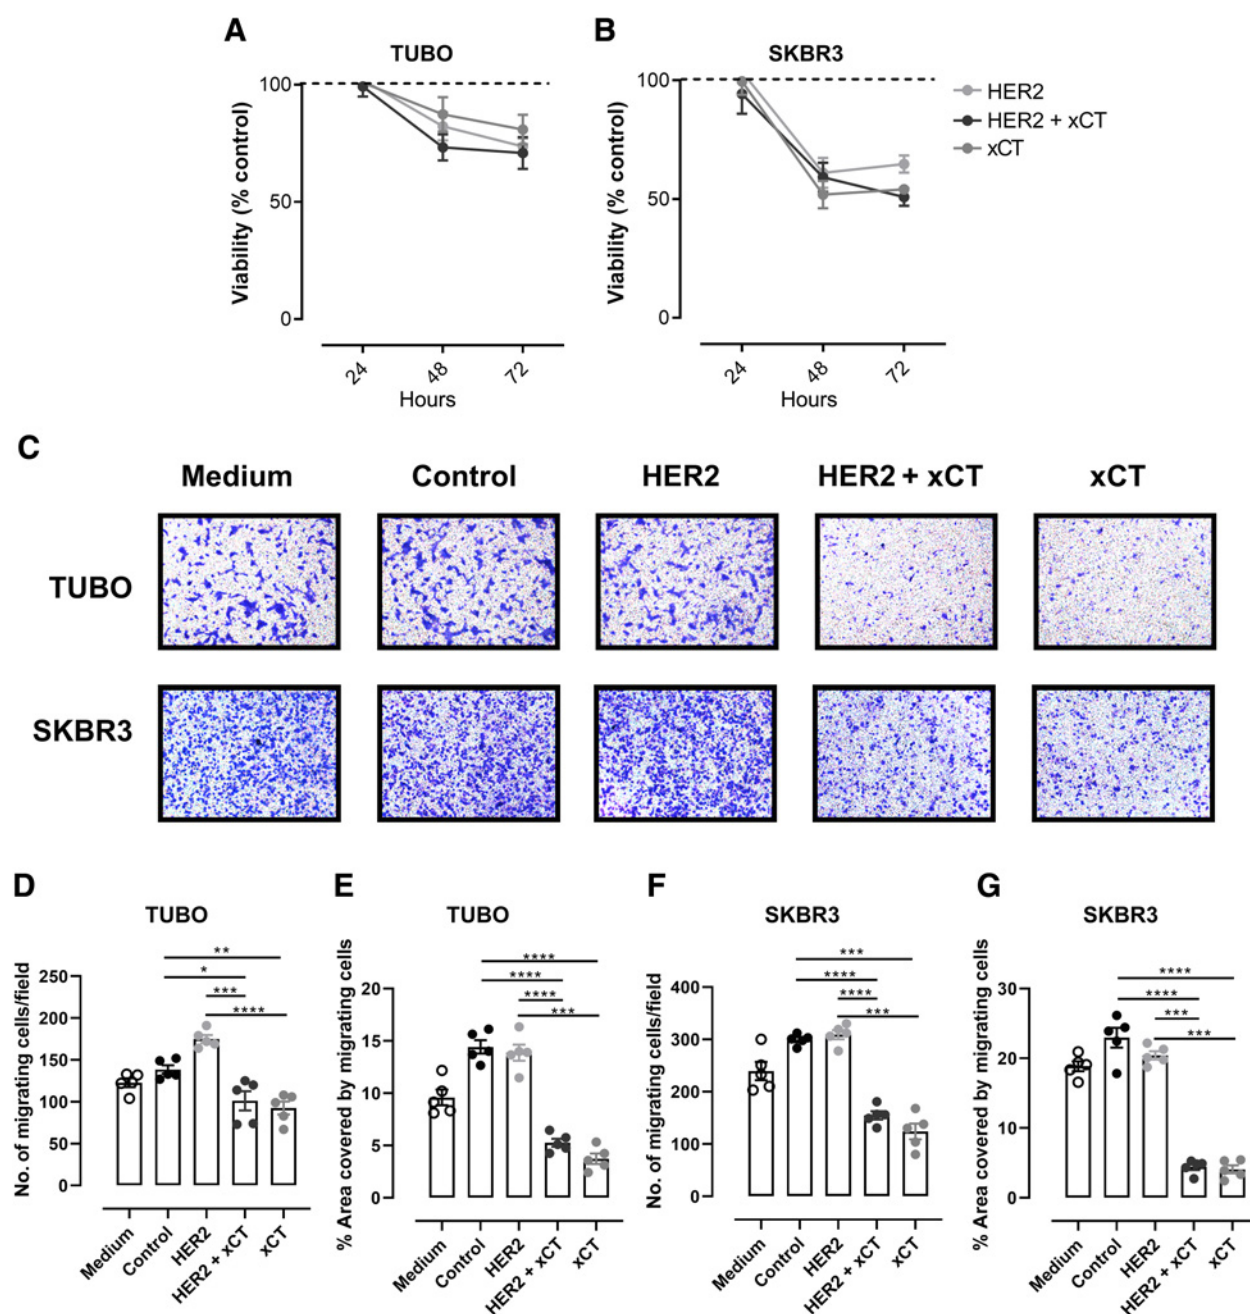 A
TUBO
Viability (% control)
100
50
0
24
48
72
Hours
B
SKBR3
Viability (% control)
100
50
0
24
48
72
Hours
HER2
HER2 + xCT
xCT
C
Medium
Control
HER2
HER2 + xCT
xCT
TUBO
SKBR3
D
TUBO
No. of migrating cells/field
250
200
150
100
50
0
**
*
***
****
Medium
Control
HER2
HER2 + xCT
xCT
E
TUBO
% Area covered by migrating cells
20
15
10
5
0
****
****
****
***
Medium
Control
HER2
HER2 + xCT
xCT
F
SKBR3
No. of migrating cells/field
400
300
200
100
0
***
****
****
***
Medium
Control
HER2
HER2 + xCT
xCT
G
SKBR3
% Area covered by migrating cells
30
20
10
0
****
****
***
***
Medium
Control
HER2
HER2 + xCT
xCT